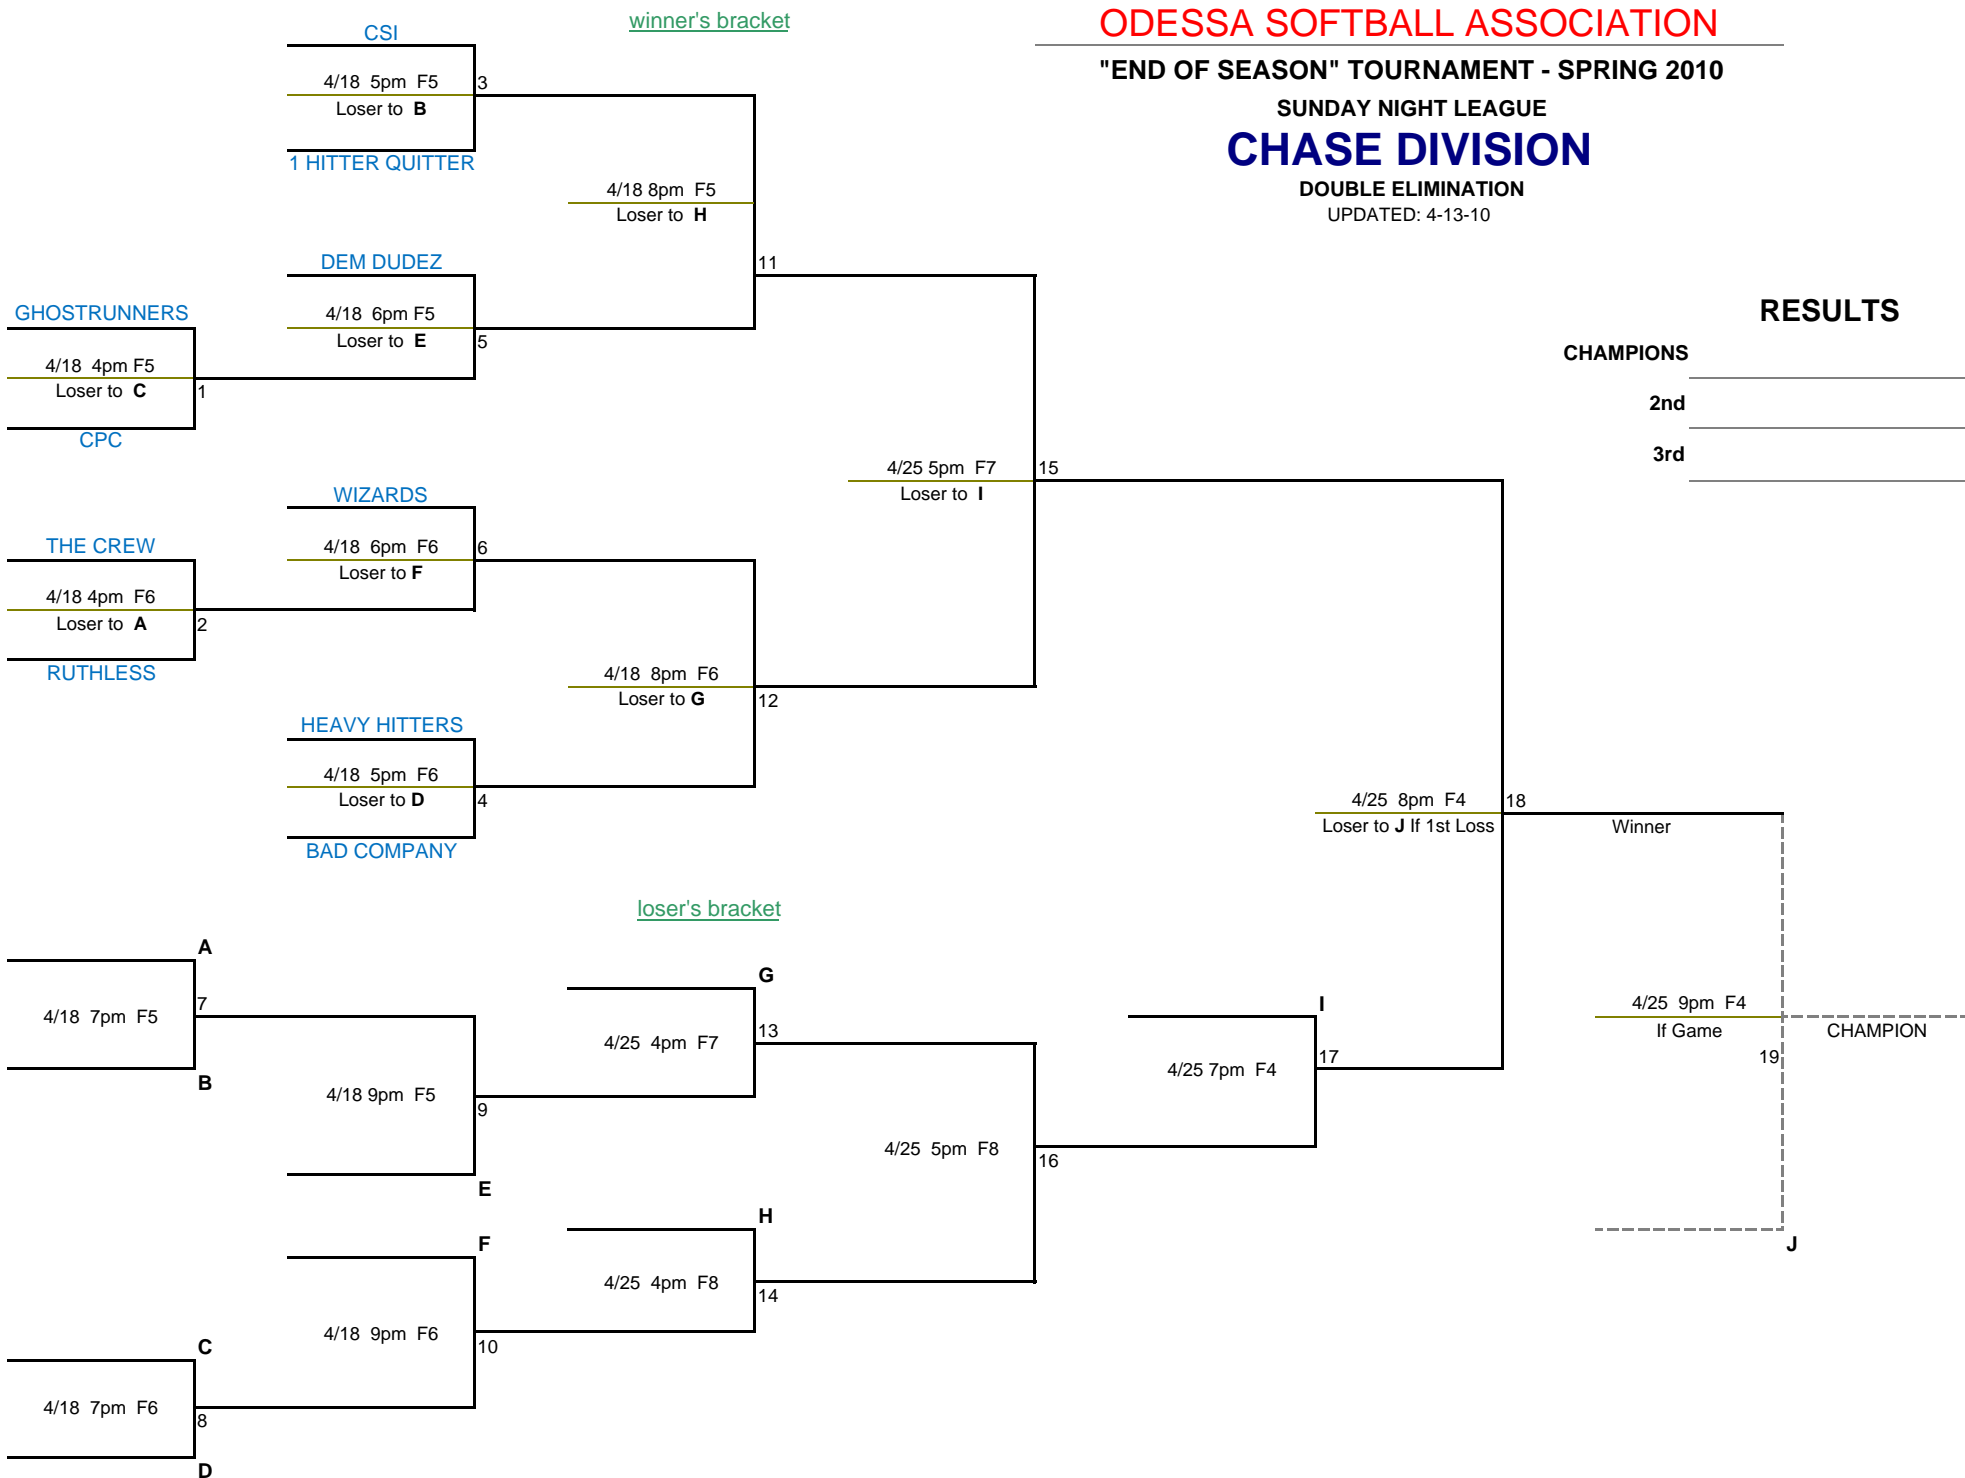 winner's bracket
ODESSA SOFTBALL ASSOCIATION
"END OF SEASON" TOURNAMENT - SPRING 2010
SUNDAY NIGHT LEAGUE
CHASE DIVISION
DOUBLE ELIMINATION
UPDATED: 4-13-10
CSI
4/18 5pm F5
3
Loser to B
1 HITTER QUITTER
4/18 8pm F5
Loser to H
11
DEM DUDEZ
4/18 6pm F5
Loser to E
5
GHOSTRUNNERS
4/18 4pm F5
Loser to C
1
CPC
RESULTS
CHAMPIONS
2nd
3rd
4/25 5pm F7
15
Loser to I
WIZARDS
4/18 6pm F6
6
Loser to F
THE CREW
4/18 4pm F6
Loser to A
2
RUTHLESS
4/18 8pm F6
Loser to G
12
HEAVY HITTERS
4/18 5pm F6
Loser to D
4
BAD COMPANY
4/25 8pm F4
18
Loser to J If 1st Loss
Winner
loser's bracket
A
7
4/18 7pm F5
B
4/18 9pm F5
9
E
G
13
4/25 4pm F7
4/25 5pm F8
16
I
17
4/25 7pm F4
4/25 9pm F4
If Game
CHAMPION
19
J
H
4/25 4pm F8
14
F
4/18 9pm F6
10
C
4/18 7pm F6
8
D